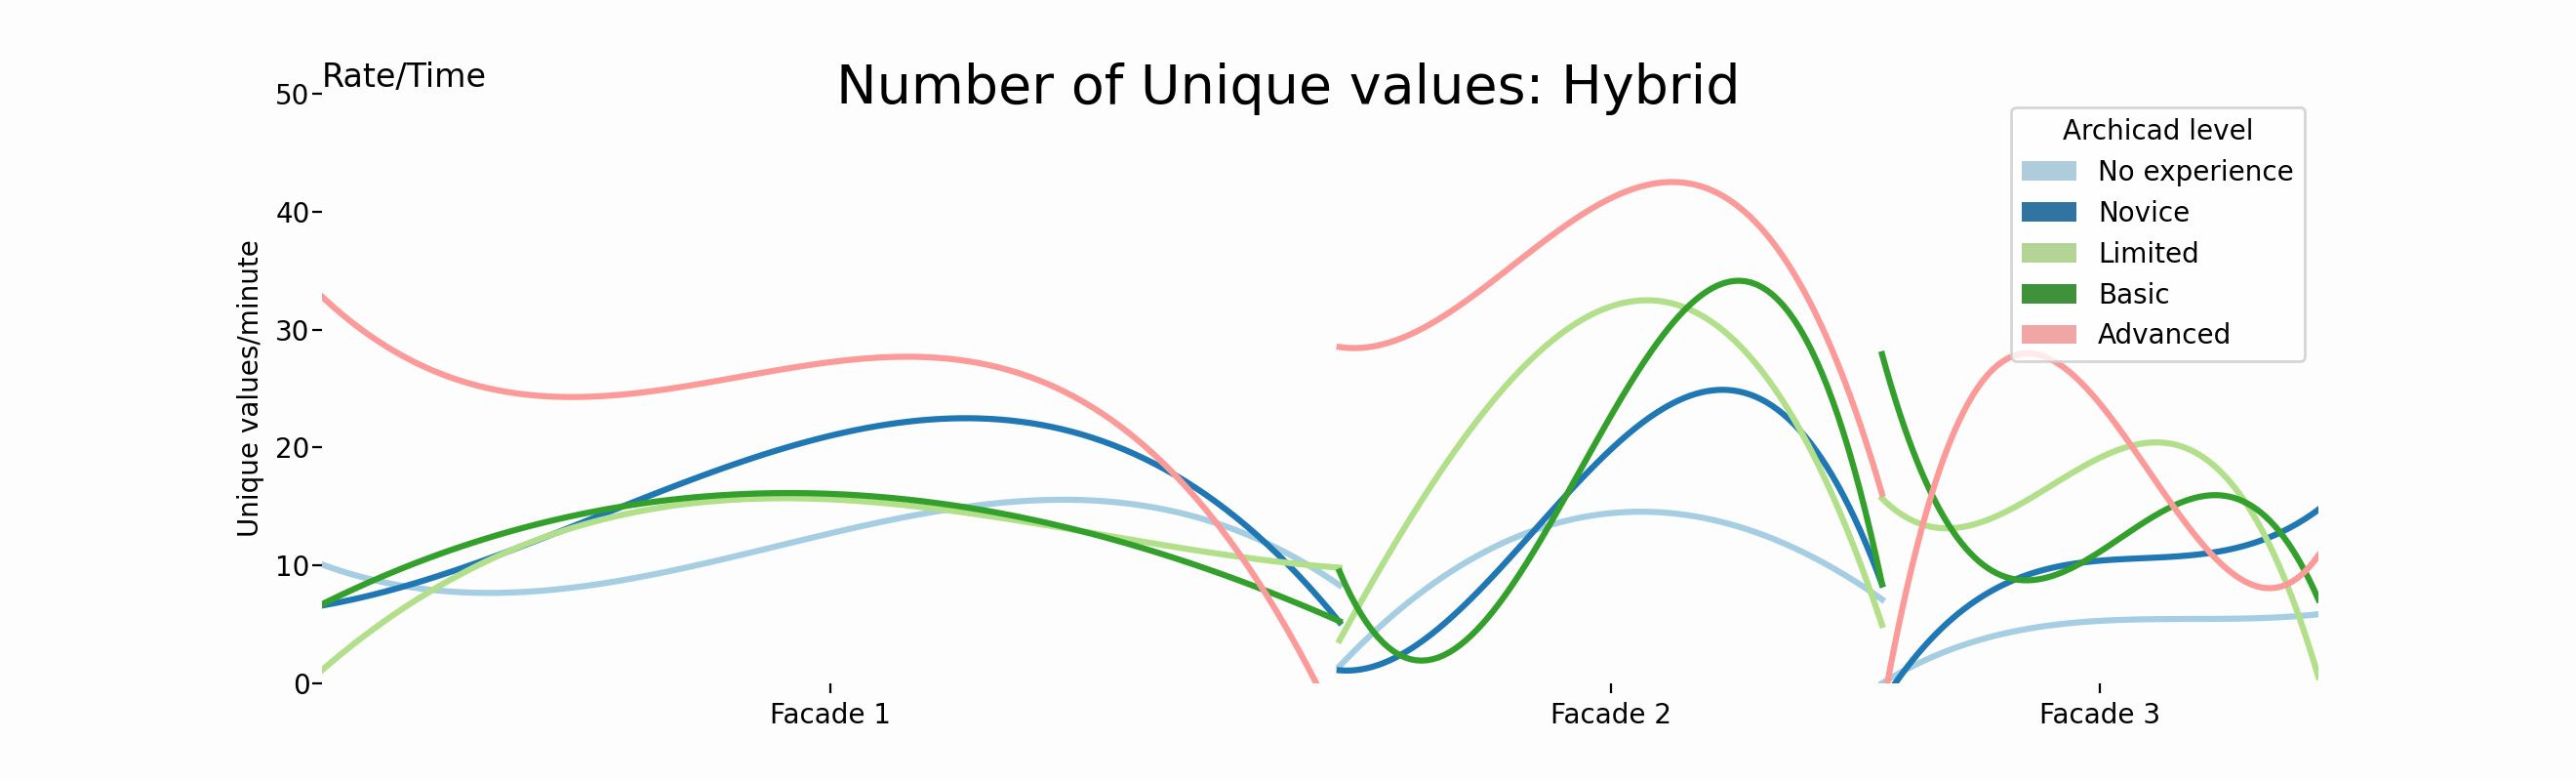 Rate/Time
Number of Unique values: Hybrid
Unique values/minute
50
40
30
20
10
0
Archicad level
No experience
Novice
Limited
Basic
Advanced
Facade 1
Facade 2
Facade 3